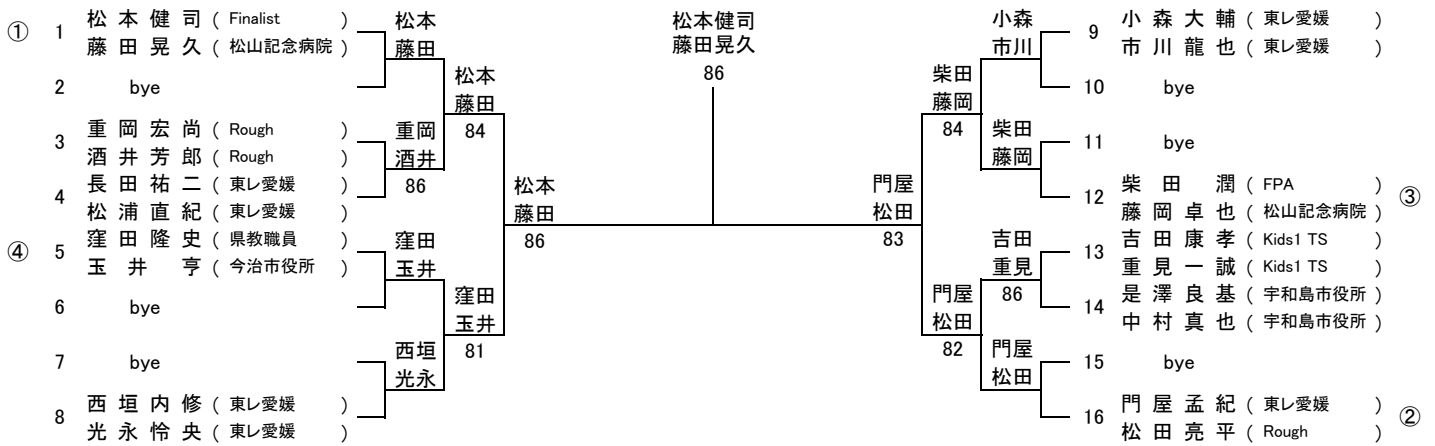 ① 1 松本健司 ( Finalist )
藤田晃久 ( 松山記念病院 )
2 bye
3 重岡宏尚 ( Rough )
酒井芳郎 ( Rough )
4 長田祐二 ( 東レ愛媛 )
松浦直紀 ( 東レ愛媛 )
④ 5 窪田隆史 ( 県教職員 )
玉井亨 ( 今治市役所 )
6 bye
7 bye
8 西垣内修 ( 東レ愛媛 )
光永怜央 ( 東レ愛媛 )
松本
藤田
重岡
酒井
86
窪田
玉井
西垣
光永
松本
藤田
84
窪田
玉井
81
松本
藤田
86
松本健司
藤田晃久
86
門屋
松田
83
柴田
藤岡
84
門屋
松田
82
小森
市川
柴田
藤岡
吉田
重見
86
門屋
松田
9 小森大輔 ( 東レ愛媛 )
市川龍也 ( 東レ愛媛 )
10 bye
11 bye
12 柴田潤 ( FPA ) ③
藤岡卓也 ( 松山記念病院 )
13 吉田康孝 ( Kids1 TS )
重見一誠 ( Kids1 TS )
14 是澤良基 ( 宇和島市役所 )
中村真也 ( 宇和島市役所 )
15 bye
16 門屋孟紀 ( 東レ愛媛 ) ②
松田亮平 ( Rough )